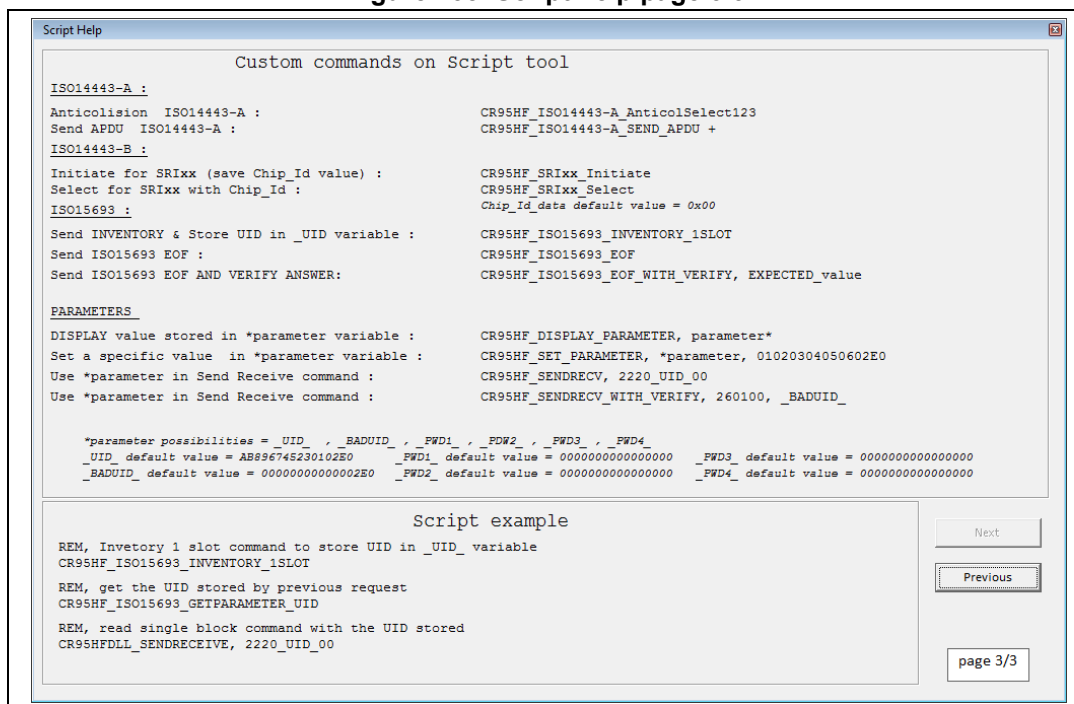 Script Help
Custom commands on Script tool
ISO14443-A :
Anticolision ISO14443-A : CR95HF_ISO14443-A_AnticolSelect123
Send APDU ISO14443-A : CR95HF_ISO14443-A_SEND_APDU +
ISO14443-B :
Initiate for SRIxx (save Chip_Id value) : CR95HF_SRIxx_Initiate
Select for SRIxx with Chip_Id : CR95HF_SRIxx_Select
Chip_Id_data default value = 0x00
ISO15693 :
Send INVENTORY & Store UID in _UID variable : CR95HF_ISO15693_INVENTORY_1SLOT
Send ISO15693 EOF : CR95HF_ISO15693_EOF
Send ISO15693 EOF AND VERIFY ANSWER: CR95HF_ISO15693_EOF_WITH_VERIFY, EXPECTED_value
PARAMETERS
DISPLAY value stored in *parameter variable : CR95HF_DISPLAY_PARAMETER, parameter*
Set a specific value in *parameter variable : CR95HF_SET_PARAMETER, *parameter, 01020304050602E0
Use *parameter in Send Receive command : CR95HF_SENDRECV, 2220_UID_00
Use *parameter in Send Receive command : CR95HF_SENDRECV_WITH_VERIFY, 260100, _BADUID_
*parameter possibilities = _UID_ , _BADUID_ , _PWD1_ , _PDW2_ , _PWD3_ , _PWD4_
_UID_ default value = AB896745230102E0 _PWD1_ default value = 0000000000000000 _PWD3_ default value = 0000000000000000
_BADUID_ default value = 00000000000002E0 _PWD2_ default value = 0000000000000000 _PWD4_ default value = 0000000000000000
Script example
REM, Invetory 1 slot command to store UID in _UID_ variable
CR95HF_ISO15693_INVENTORY_1SLOT
REM, get the UID stored by previous request
CR95HF_ISO15693_GETPARAMETER_UID
REM, read single block command with the UID stored
CR95HFDLL_SENDRECEIVE, 2220_UID_00
Next
Previous
page 3/3